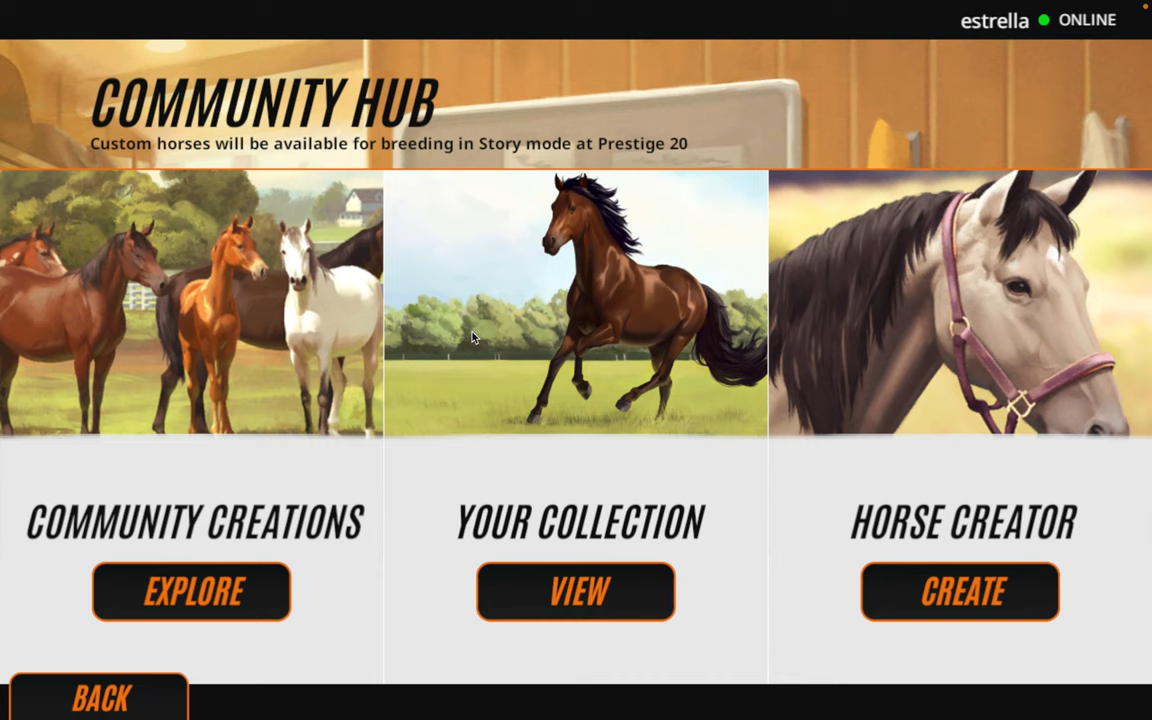 estrella ONLINE
COMMUNITY HUB
Custom horses will be available for breeding in Story mode at Prestige 20
COMMUNITY CREATIONS
EXPLORE
YOUR COLLECTION
VIEW
HORSE CREATOR
CREATE
BACK